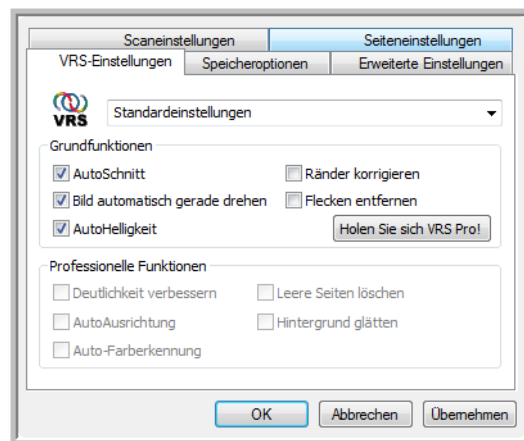 Scaneinstellungen Seiteneinstellungen
VRS-Einstellungen Speicheroptionen Erweiterte Einstellungen
VRS Standardeinstellungen
Grundfunktionen
AutoSchnitt Ränder korrigieren
Bild automatisch gerade drehen Flecken entfernen
AutoHelligkeit Holen Sie sich VRS Pro!
Professionelle Funktionen
Deutlichkeit verbessern Leere Seiten löschen
AutoAusrichtung Hintergrund glätten
Auto-Farberkennung
OK Abbrechen Übernehmen